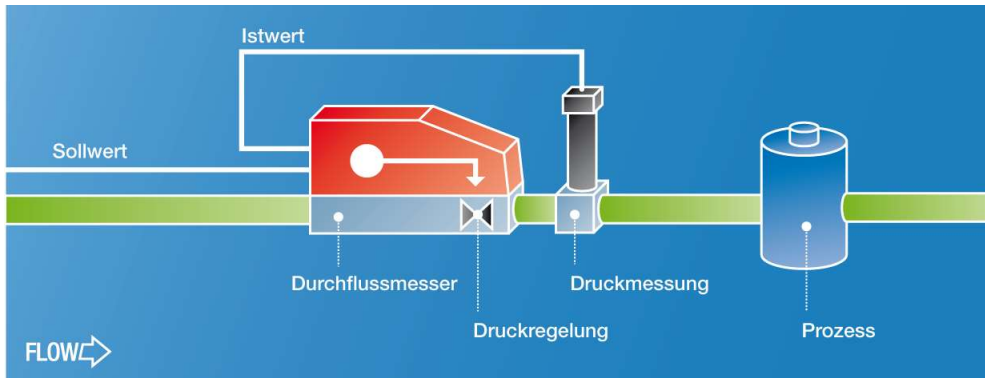 Istwert
Sollwert
Durchflussmesser
Druckmessung
Druckregelung
Prozess
FLOW